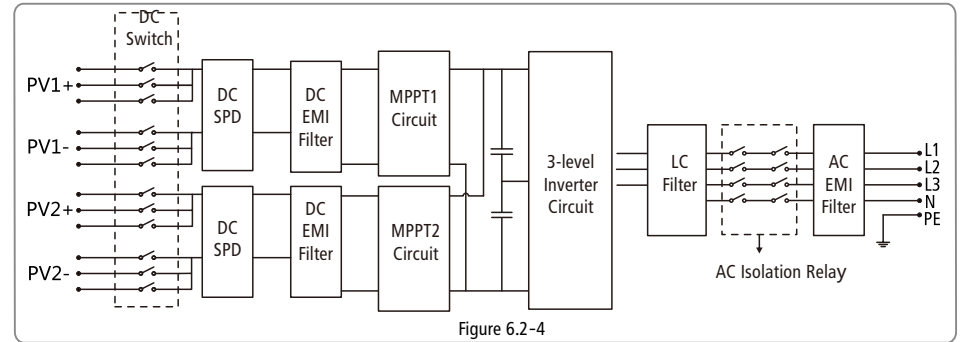 DC
Switch
PV1+
PV1-
PV2+
PV2-
DC
SPD
DC
EMI
Filter
MPPT1
Circuit
DC
SPD
DC
EMI
Filter
MPPT2
Circuit
3-level
Inverter
Circuit
LC
Filter
AC
EMI
Filter
L1
L2
L3
N
PE
AC Isolation Relay
Figure 6.2-4